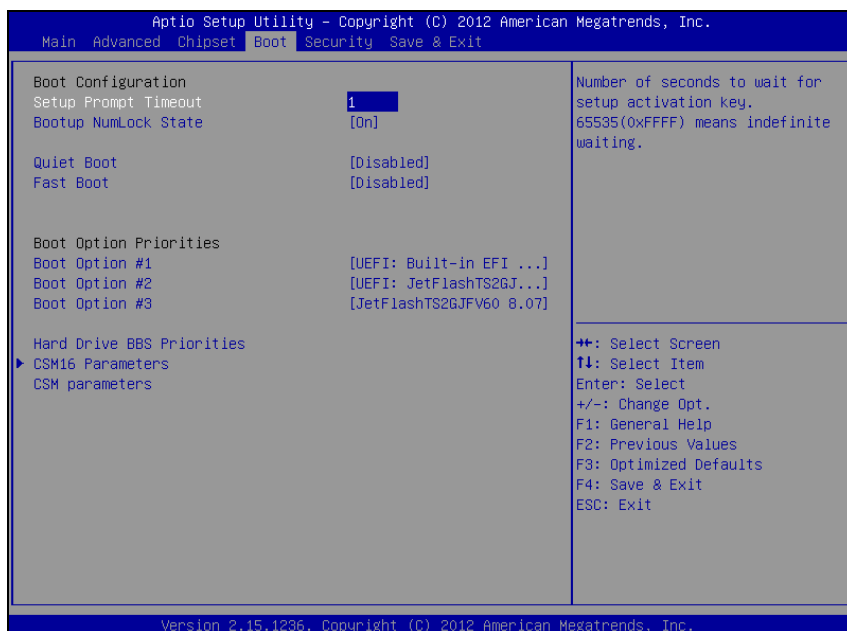 Aptio Setup Utility – Copyright (C) 2012 American Megatrends, Inc.
Main Advanced Chipset Boot Security Save & Exit
Boot Configuration
Setup Prompt Timeout 1
Bootup NumLock State [On]
Quiet Boot [Disabled]
Fast Boot [Disabled]
Boot Option Priorities
Boot Option #1 [UEFI: Built-in EFI ...]
Boot Option #2 [UEFI: JetFlashTS2GJ...]
Boot Option #3 [JetFlashTS2GJFV60 8.07]
Hard Drive BBS Priorities
CSM16 Parameters
CSM parameters
Number of seconds to wait for
setup activation key.
65535(0xFFFF) means indefinite
waiting.
→←: Select Screen
↑↓: Select Item
Enter: Select
+/-: Change Opt.
F1: General Help
F2: Previous Values
F3: Optimized Defaults
F4: Save & Exit
ESC: Exit
Version 2.15.1236. Copyright (C) 2012 American Megatrends, Inc.